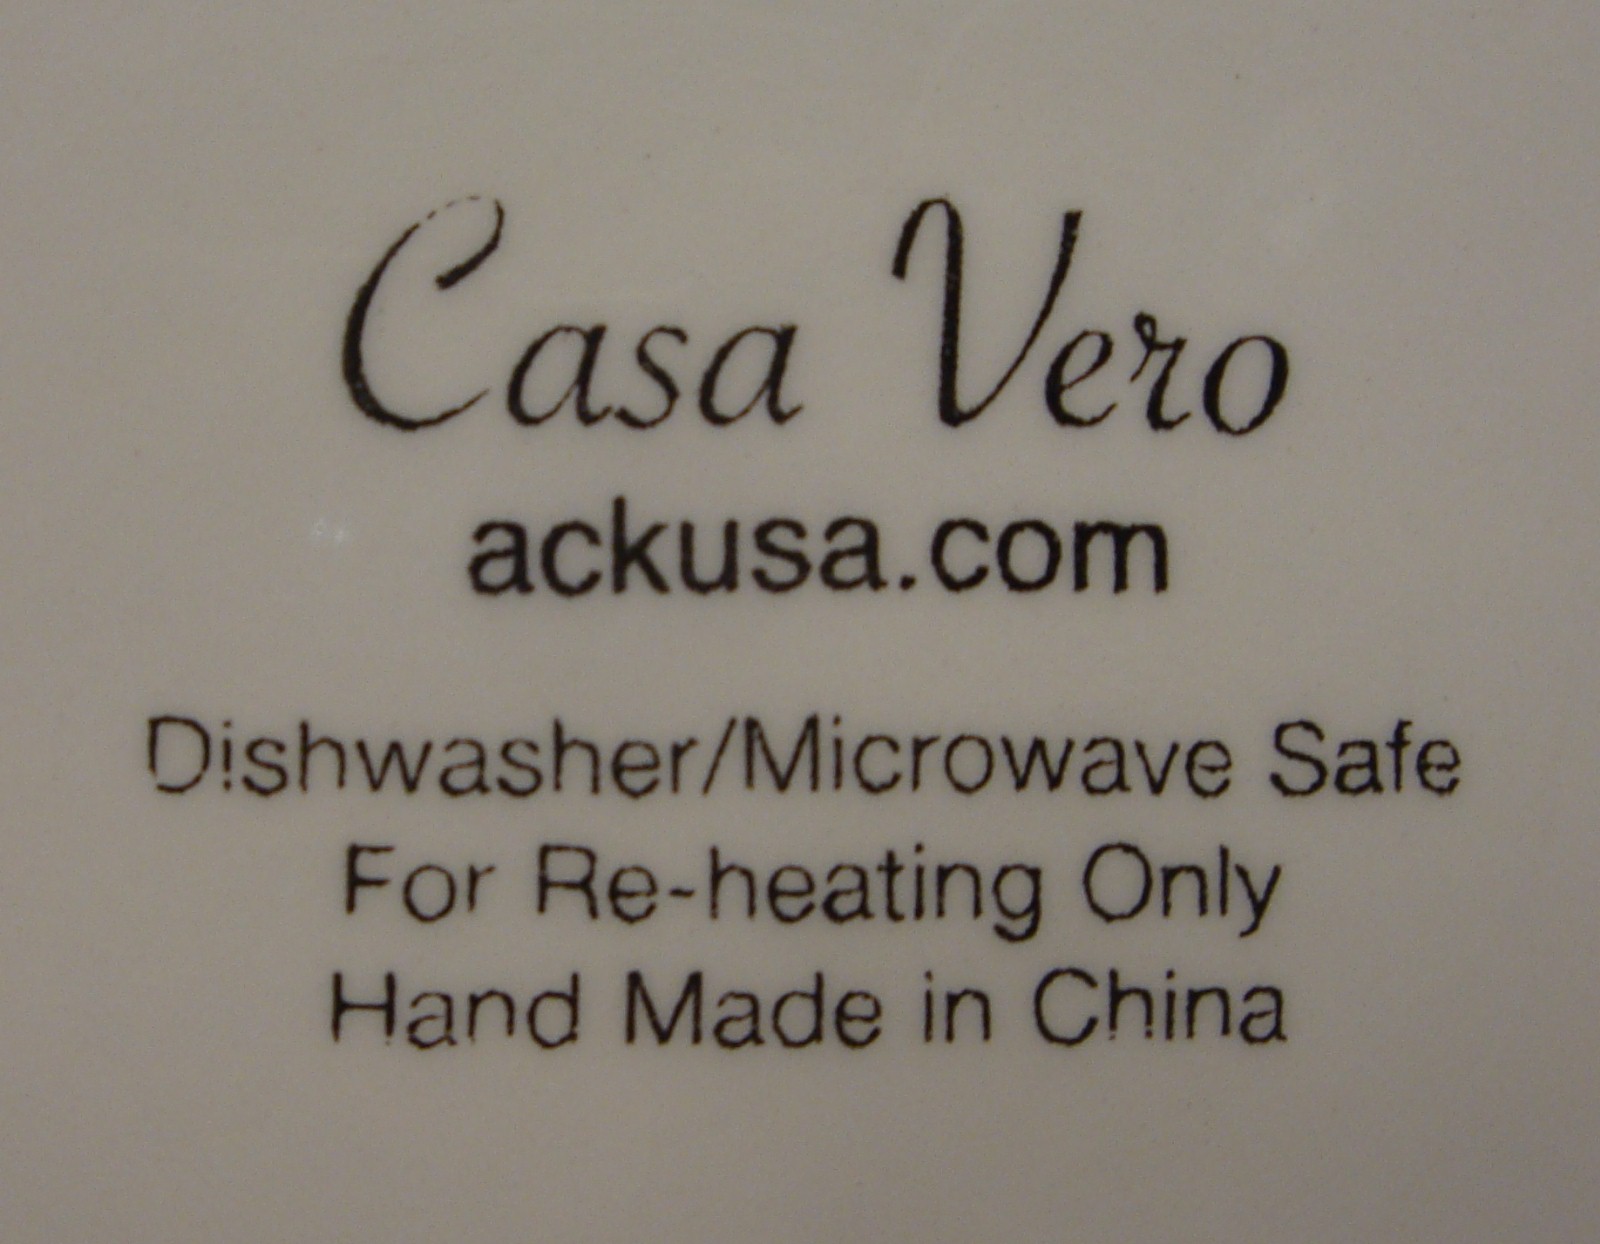 Casa Vero
ackusa.com
Dishwasher/Microwave Safe
For Re-heating Only
Hand Made in China